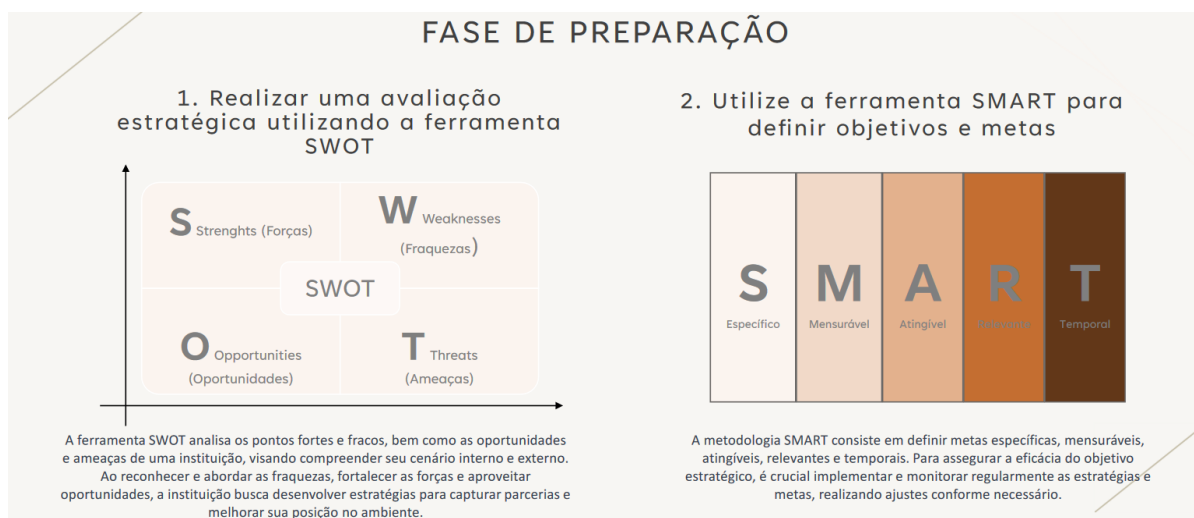 FASE DE PREPARAÇÃO
1. Realizar uma avaliação
estratégica utilizando a ferramenta
SWOT
S Strenghts (Forças)
W Weaknesses
(Fraquezas)
SWOT
O Opportunities
(Oportunidades)
T Threats
(Ameaças)
A ferramenta SWOT analisa os pontos fortes e fracos, bem como as oportunidades
e ameaças de uma instituição, visando compreender seu cenário interno e externo.
Ao reconhecer e abordar as fraquezas, fortalecer as forças e aproveitar
oportunidades, a instituição busca desenvolver estratégias para capturar parcerias e
melhorar sua posição no ambiente.
2. Utilize a ferramenta SMART para
definir objetivos e metas
S M A R T
Específico Mensurável Atingível Relevante Temporal
A metodologia SMART consiste em definir metas específicas, mensuráveis,
atingíveis, relevantes e temporais. Para assegurar a eficácia do objetivo
estratégico, é crucial implementar e monitorar regularmente as estratégias e
metas, realizando ajustes conforme necessário.